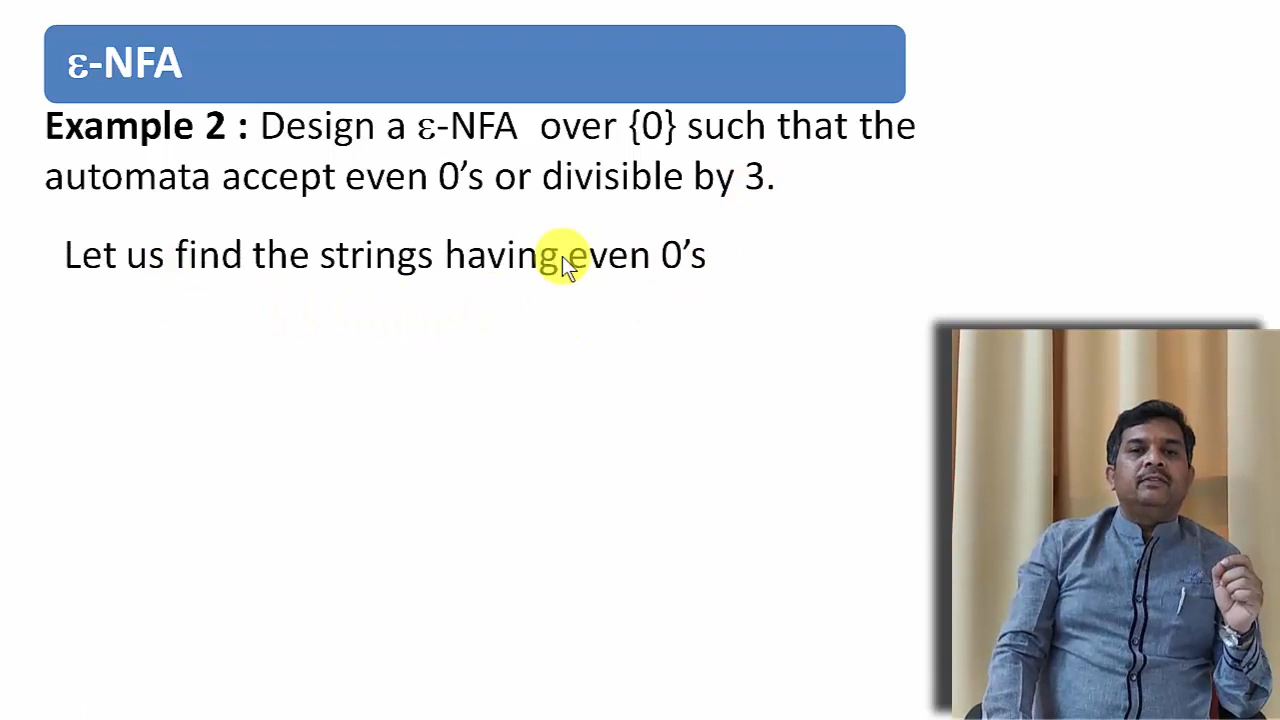 ε-NFA
Example 2 : Design a ε-NFA over {0} such that the
automata accept even 0’s or divisible by 3.
Let us find the strings having even 0’s